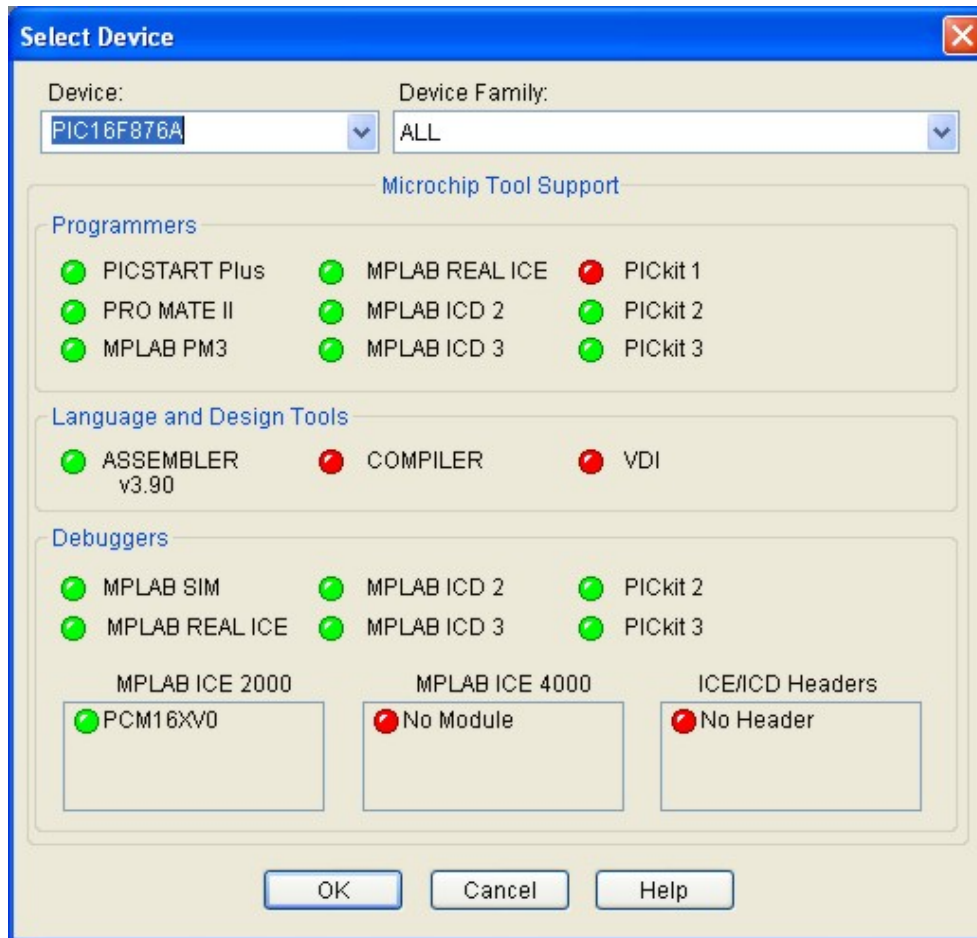 Select Device
Device: Device Family:
PIC16F876A ALL
Microchip Tool Support
Programmers
PICSTART Plus MPLAB REAL ICE PICkit 1
PRO MATE II MPLAB ICD 2 PICkit 2
MPLAB PM3 MPLAB ICD 3 PICkit 3
Language and Design Tools
ASSEMBLER COMPILER VDI
v3.90
Debuggers
MPLAB SIM MPLAB ICD 2 PICkit 2
MPLAB REAL ICE MPLAB ICD 3 PICkit 3
MPLAB ICE 2000 MPLAB ICE 4000 ICE/ICD Headers
PCM16XV0 No Module No Header
OK Cancel Help